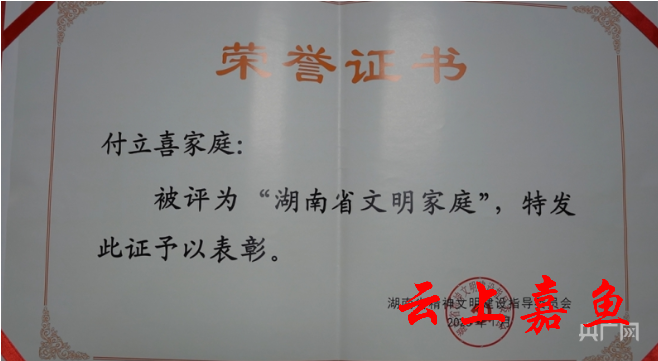 荣誉证书
付立喜家庭：
被评为“湖南省文明家庭”，特发
此证予以表彰。
云上嘉鱼
央广网